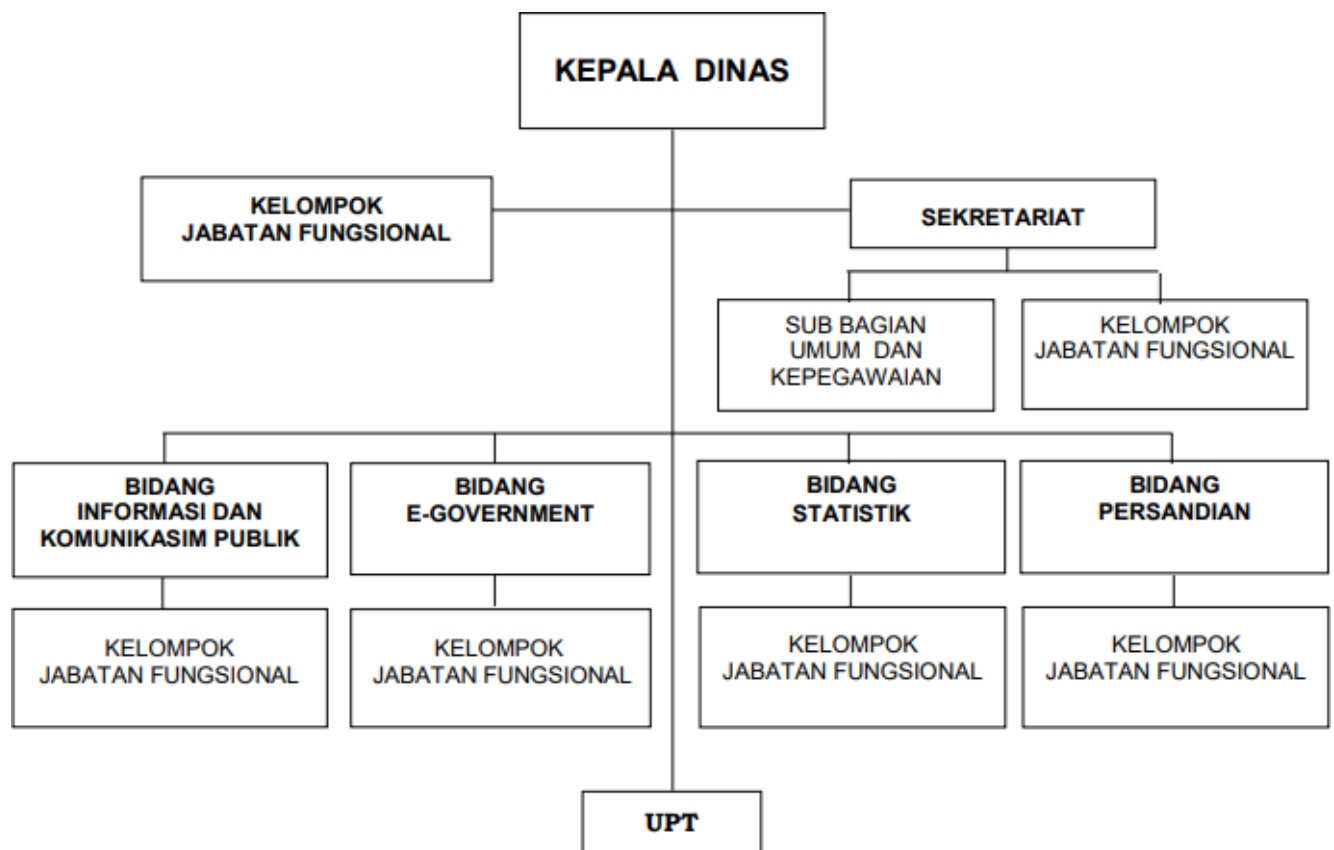 KEPALA DINAS
KELOMPOK
JABATAN FUNGSIONAL
SEKRETARIAT
SUB BAGIAN
UMUM DAN
KEPEGAWAIAN
KELOMPOK
JABATAN FUNGSIONAL
BIDANG
INFORMASI DAN
KOMUNIKASIM PUBLIK
BIDANG
E-GOVERNMENT
BIDANG
STATISTIK
BIDANG
PERSANDIAN
KELOMPOK
JABATAN FUNGSIONAL
KELOMPOK
JABATAN FUNGSIONAL
KELOMPOK
JABATAN FUNGSIONAL
KELOMPOK
JABATAN FUNGSIONAL
UPT